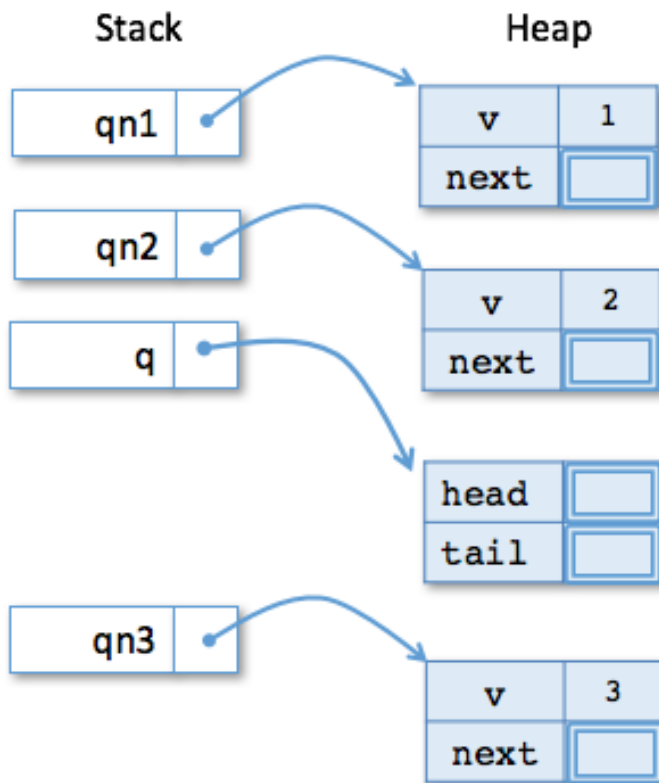 Stack Heap
qn1 v 1
next
qn2 v 2
q next
head
tail
qn3 v 3
next